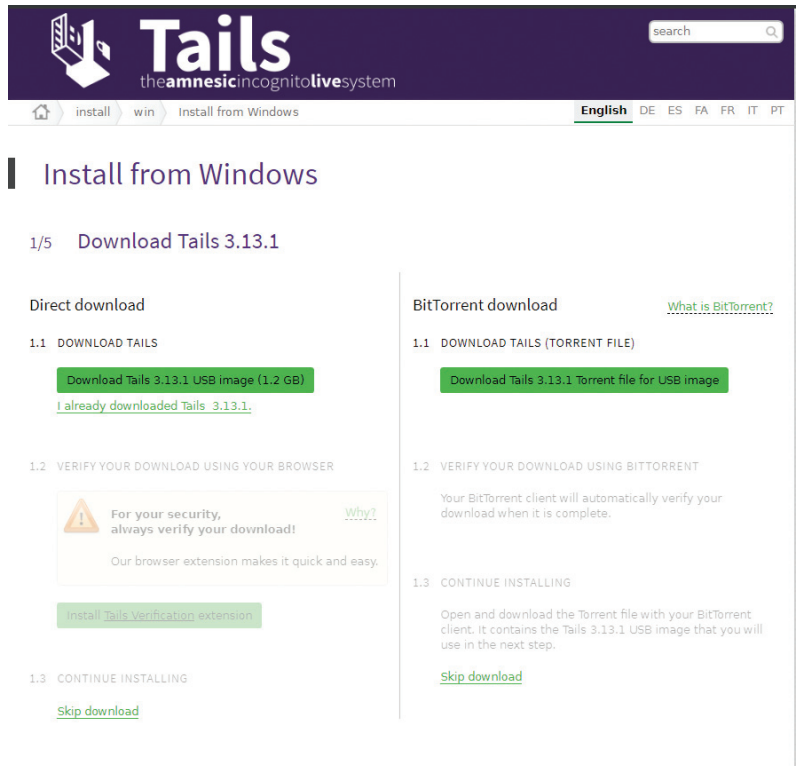 Tails
theamnesicincognitolivesystem
search
install win Install from Windows
English DE ES FA FR IT PT
Install from Windows
1/5 Download Tails 3.13.1
Direct download
1.1 DOWNLOAD TAILS
Download Tails 3.13.1 USB image (1.2 GB)
I already downloaded Tails 3.13.1.
1.2 VERIFY YOUR DOWNLOAD USING YOUR BROWSER
For your security,
always verify your download!
Why?
Our browser extension makes it quick and easy.
Install Tails Verification extension
1.3 CONTINUE INSTALLING
Skip download
BitTorrent download
What is BitTorrent?
1.1 DOWNLOAD TAILS (TORRENT FILE)
Download Tails 3.13.1 Torrent file for USB image
1.2 VERIFY YOUR DOWNLOAD USING BITTORRENT
Your BitTorrent client will automatically verify your
download when it is complete.
1.3 CONTINUE INSTALLING
Open and download the Torrent file with your BitTorrent
client. It contains the Tails 3.13.1 USB image that you will
use in the next step.
Skip download